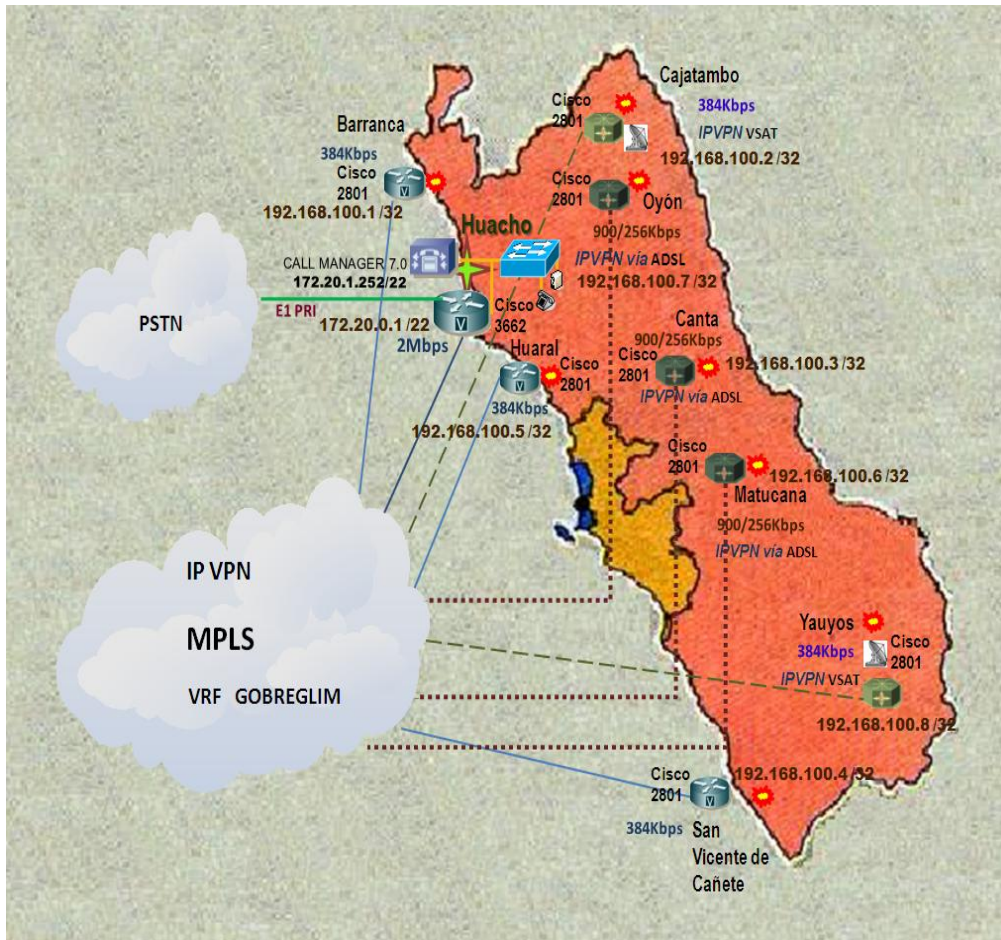 Cajatambo
Cisco
2801
384Kbps
IPVPN VSAT
192.168.100.2/32
Barranca
384Kbps
Cisco
2801
192.168.100.1/32
Cisco
2801
Oyón
900/256Kbps
IPVPN vía ADSL
192.168.100.7/32
Huacho
CALL MANAGER 7.0
172.20.1.252/22
PSTN
E1 PRI
172.20.0.1/22
2Mbps
Cisco
3662
Huaral
Cisco
2801
384Kbps
192.168.100.5/32
Canta
900/256Kbps
Cisco
2801
192.168.100.3/32
IPVPN vía ADSL
Cisco
2801
192.168.100.6/32
Matucana
900/256Kbps
IPVPN vía ADSL
IP VPN
MPLS
VRF GOBREGLIM
Yauyos
384Kbps
Cisco
2801
IPVPN VSAT
192.168.100.8/32
Cisco
2801
192.168.100.4/32
384Kbps
San
Vicente de
Cañete
V
V
V
V